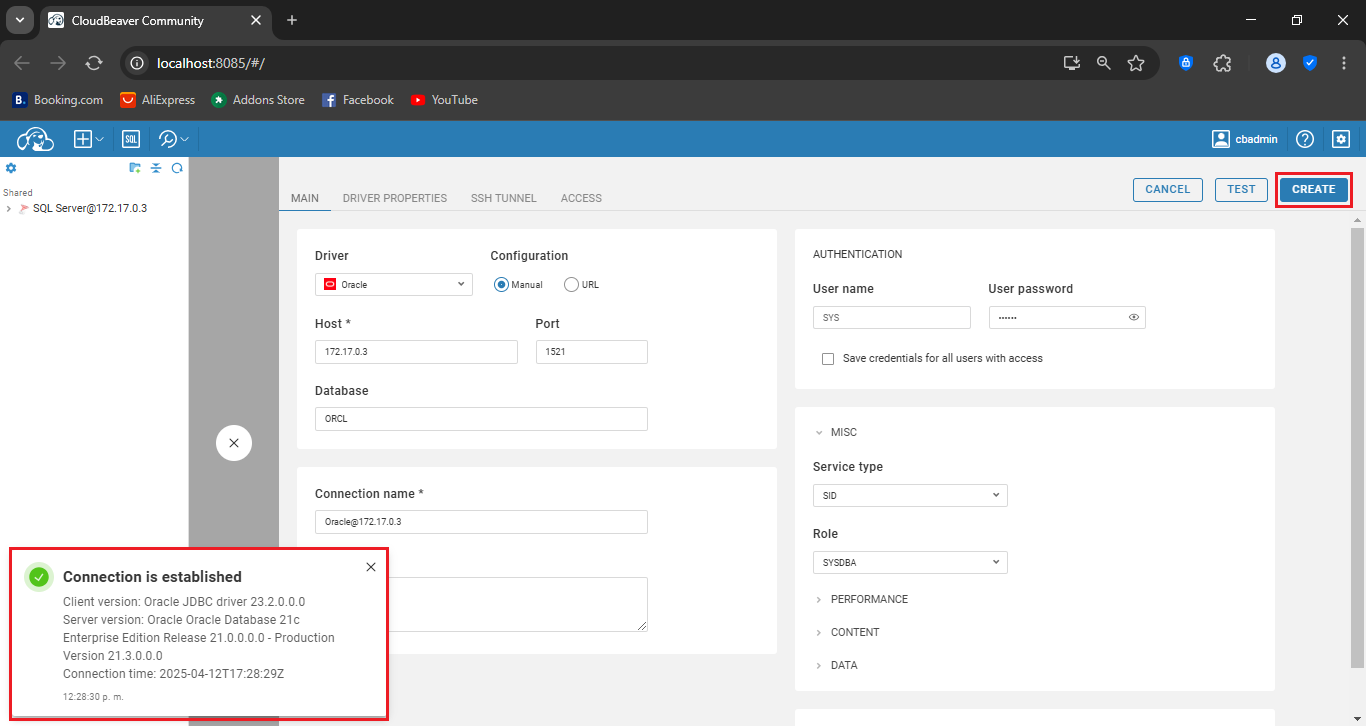 CloudBeaver Community
localhost:8085/#/
B. Booking.com
AliExpress
Addons Store
Facebook
YouTube
SQL
cbadmin
Shared
SQL Server@172.17.0.3
MAIN
DRIVER PROPERTIES
SSH TUNNEL
ACCESS
CANCEL
TEST
CREATE
Driver
Configuration
Oracle
Manual
URL
Host *
Port
172.17.0.3
1521
Database
ORCL
Connection name *
Oracle@172.17.0.3
AUTHENTICATION
User name
User password
SYS
••••••
Save credentials for all users with access
MISC
Service type
SID
Role
SYSDBA
PERFORMANCE
CONTENT
DATA
Connection is established
Client version: Oracle JDBC driver 23.2.0.0.0
Server version: Oracle Oracle Database 21c
Enterprise Edition Release 21.0.0.0.0 - Production
Version 21.3.0.0.0
Connection time: 2025-04-12T17:28:29Z
12:28:30 p. m.